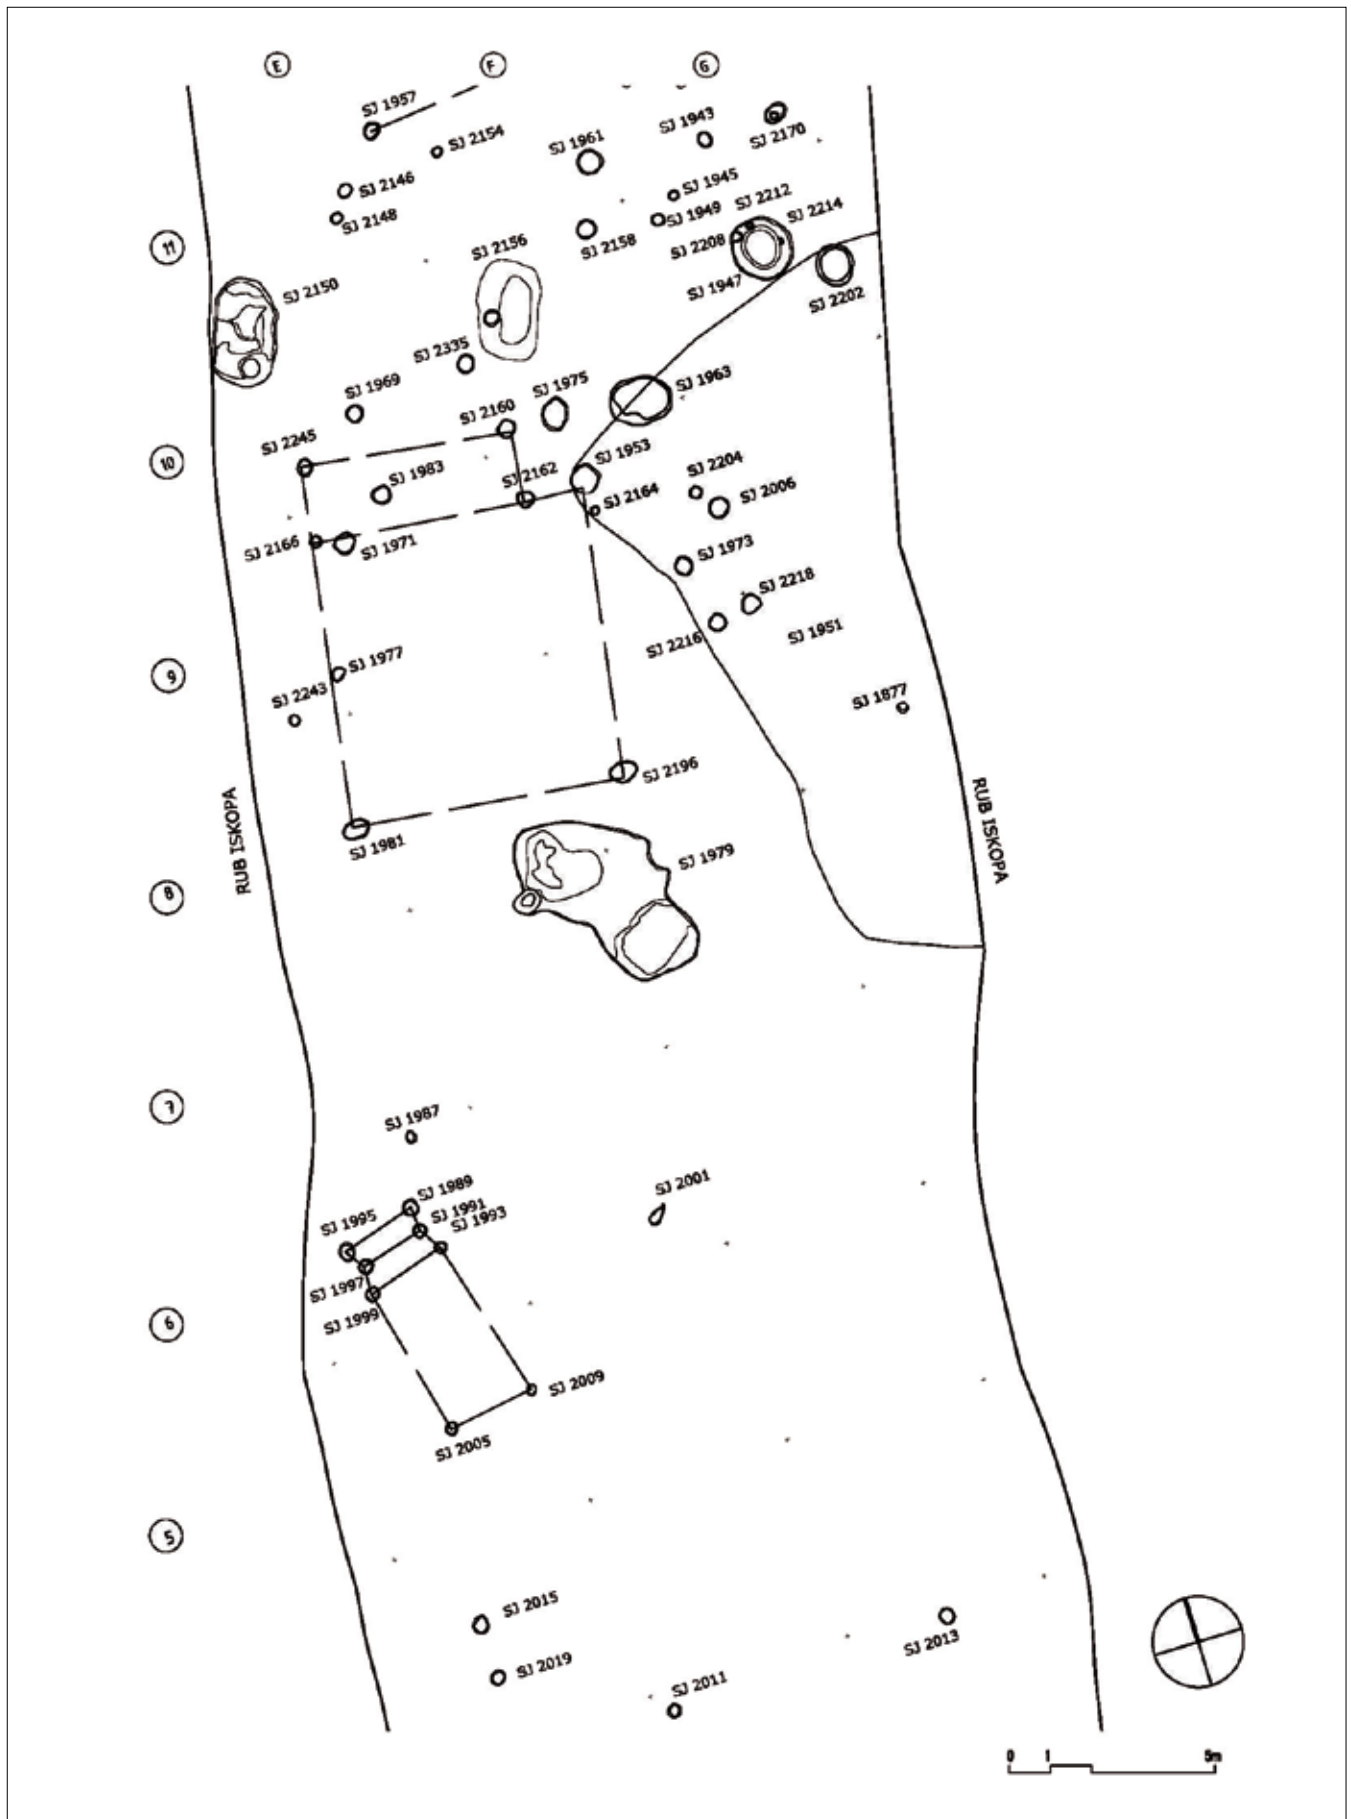 E
F
G
SJ 1957
SJ 2154
SJ 1961
SJ 1943
SJ 2170
SJ 2146
SJ 2148
SJ 1945
SJ 1949
SJ 2212
SJ 2214
SJ 2208
SJ 2158
SJ 2156
11
SJ 2150
SJ 1947
SJ 2202
SJ 2335
SJ 1969
SJ 1975
SJ 1963
SJ 2160
SJ 2245
10
SJ 1983
SJ 2162
SJ 1953
SJ 2164
SJ 2204
SJ 2006
SJ 2166
SJ 1971
SJ 1973
SJ 2218
SJ 2216
SJ 1951
9
SJ 1977
SJ 2243
SJ 1877
SJ 2196
RUB ISKOPA
RUB ISKOPA
SJ 1981
SJ 1979
8
7
SJ 1987
SJ 1989
SJ 1991
SJ 1993
SJ 1995
SJ 2001
SJ 1997
SJ 1999
6
SJ 2009
SJ 2005
5
SJ 2015
SJ 2013
SJ 2019
SJ 2011
0 1 5m